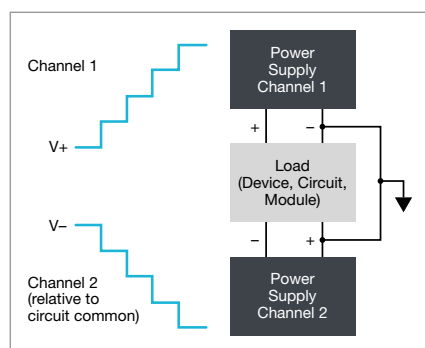 Channel 1
V+
V–
Channel 2
(relative to
circuit common)
Power
Supply
Channel 1
+ –
Load
(Device, Circuit,
Module)
– +
Power
Supply
Channel 2